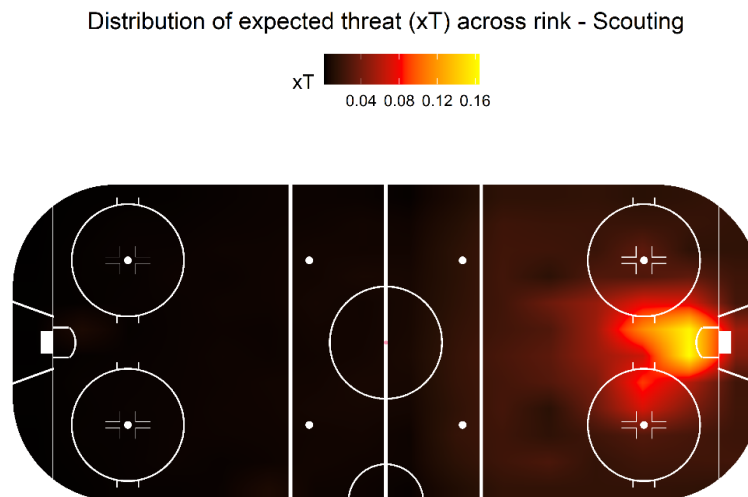 Distribution of expected threat (xT) across rink - Scouting
xT
0.04 0.08 0.12 0.16